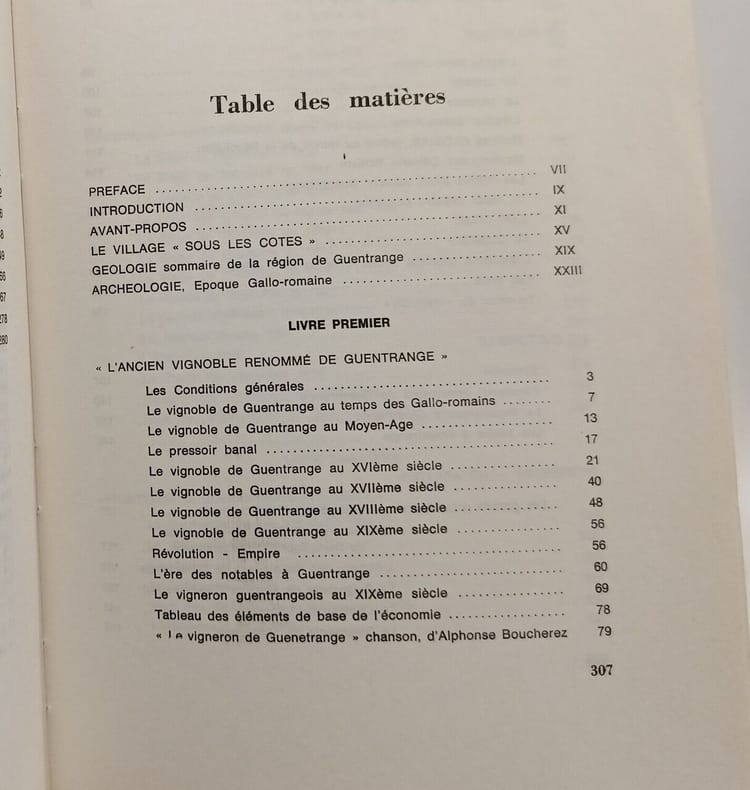 Table des matières
PREFACE ........ VII
INTRODUCTION ........ IX
AVANT-PROPOS ........ XI
LE VILLAGE « SOUS LES COTES » ........ XV
GEOLOGIE sommaire de la région de Guentrange ........ XIX
ARCHEOLOGIE, Epoque Gallo-romaine ........ XXIII
LIVRE PREMIER
« L'ANCIEN VIGNOBLE RENOMMÉ DE GUENTRANGE »
Les Conditions générales ........ 3
Le vignoble de Guentrange au temps des Gallo-romains ........ 7
Le vignoble de Guentrange au Moyen-Age ........ 13
Le pressoir banal ........ 17
Le vignoble de Guentrange au XVIème siècle ........ 21
Le vignoble de Guentrange au XVIIème siècle ........ 40
Le vignoble de Guentrange au XVIIIème siècle ........ 48
Le vignoble de Guentrange au XIXème siècle ........ 56
Révolution - Empire ........ 56
L'ère des notables à Guentrange ........ 60
Le vigneron guentrangeois au XIXème siècle ........ 69
Tableau des éléments de base de l'économie ........ 78
« Le vigneron de Guenetrange » chanson, d'Alphonse Boucherez 79
307